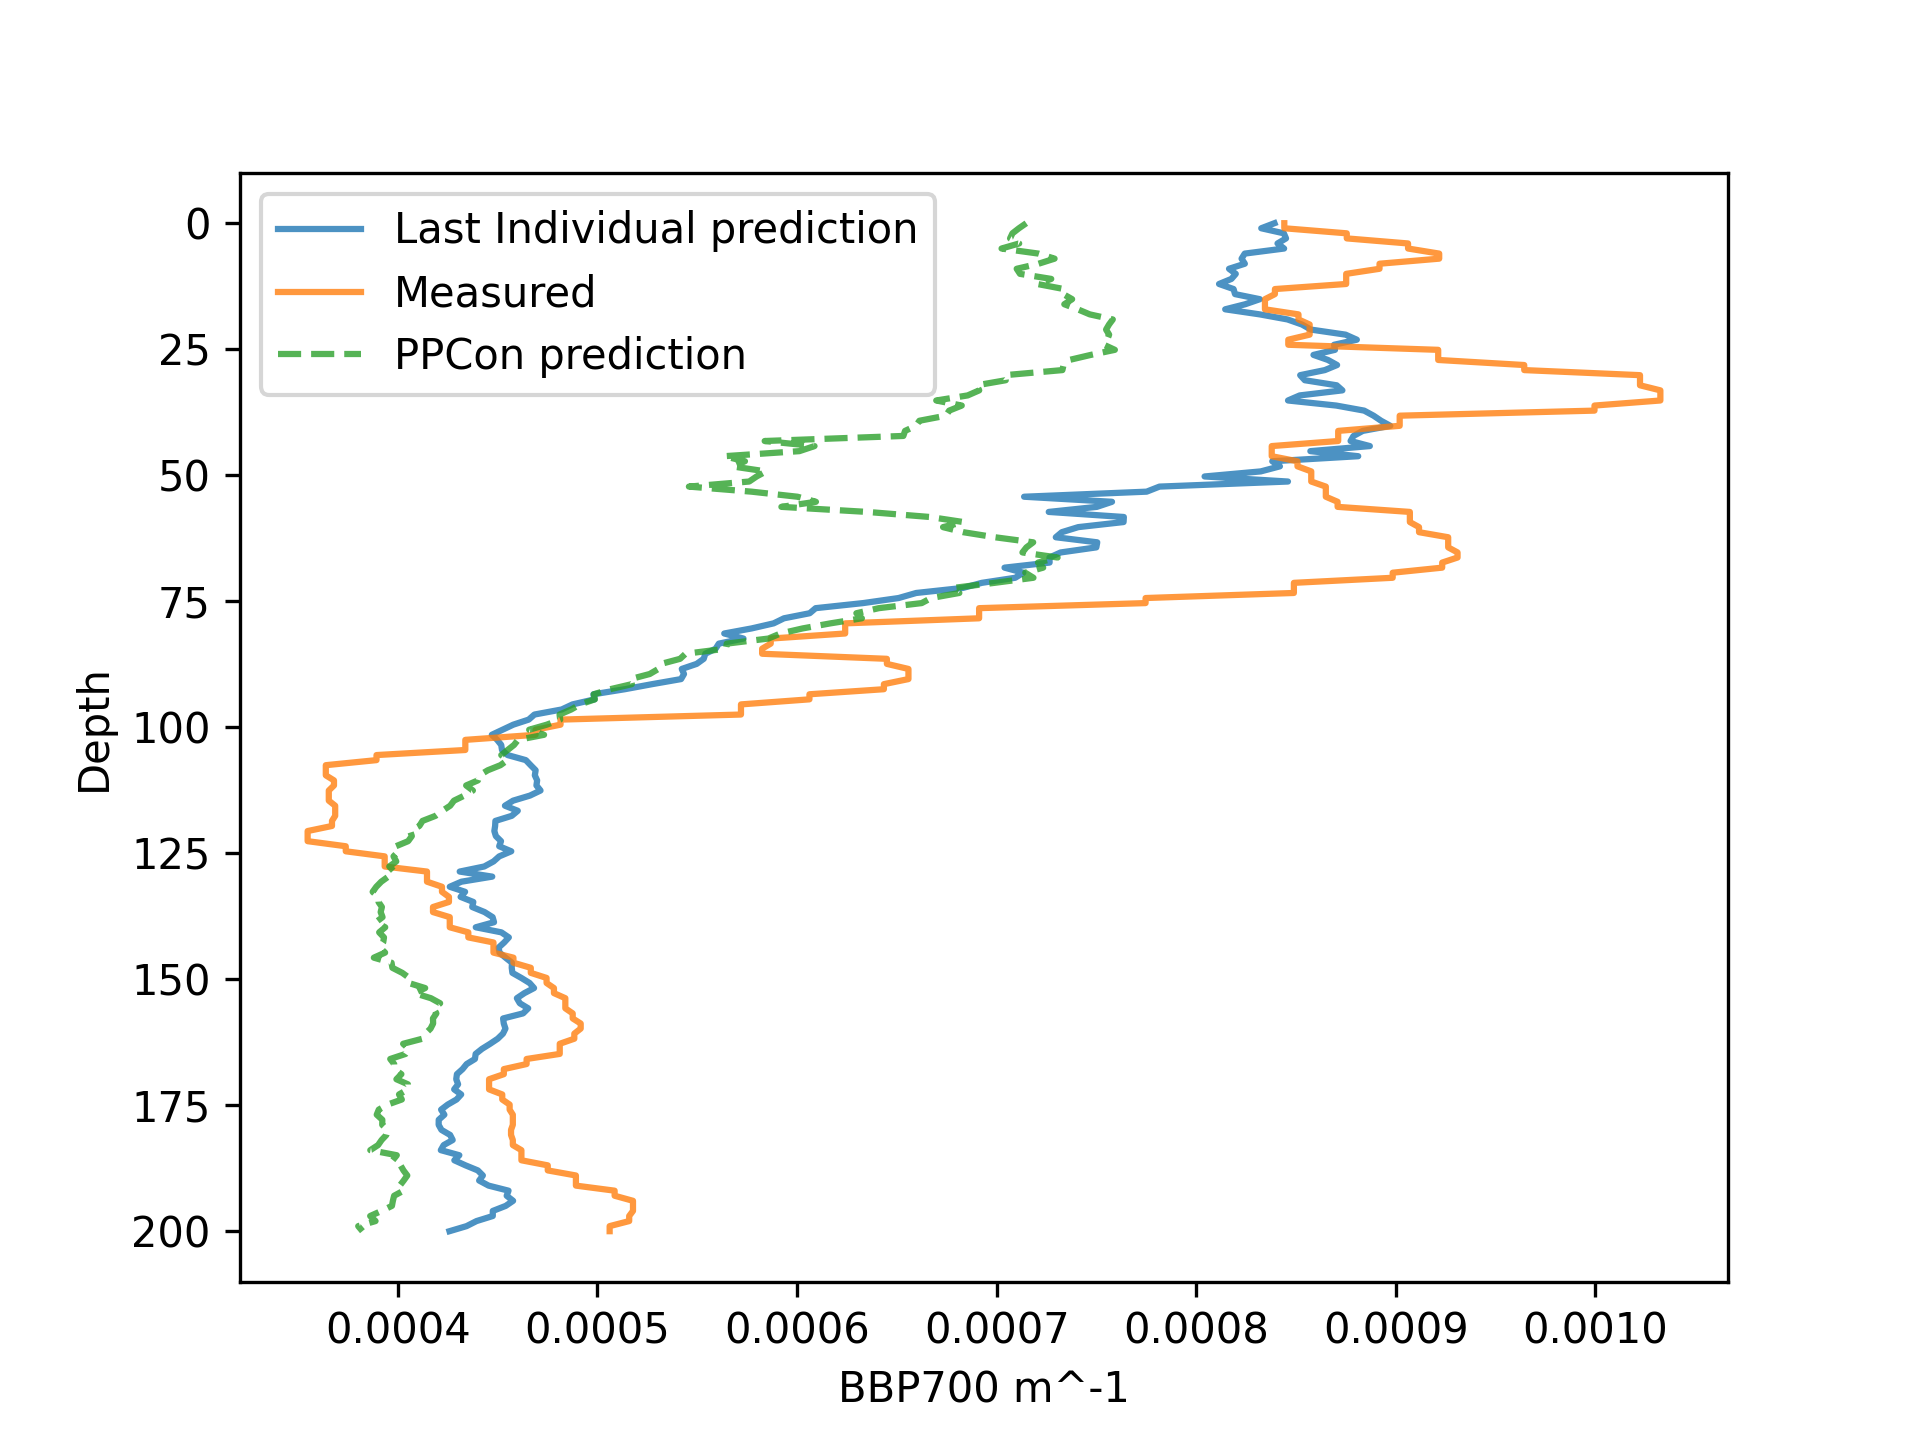 Last Individual prediction
Measured
PPCon prediction
0
25
50
75
100
125
150
175
200
Depth
0.0004 0.0005 0.0006 0.0007 0.0008 0.0009 0.0010
BBP700 m^-1